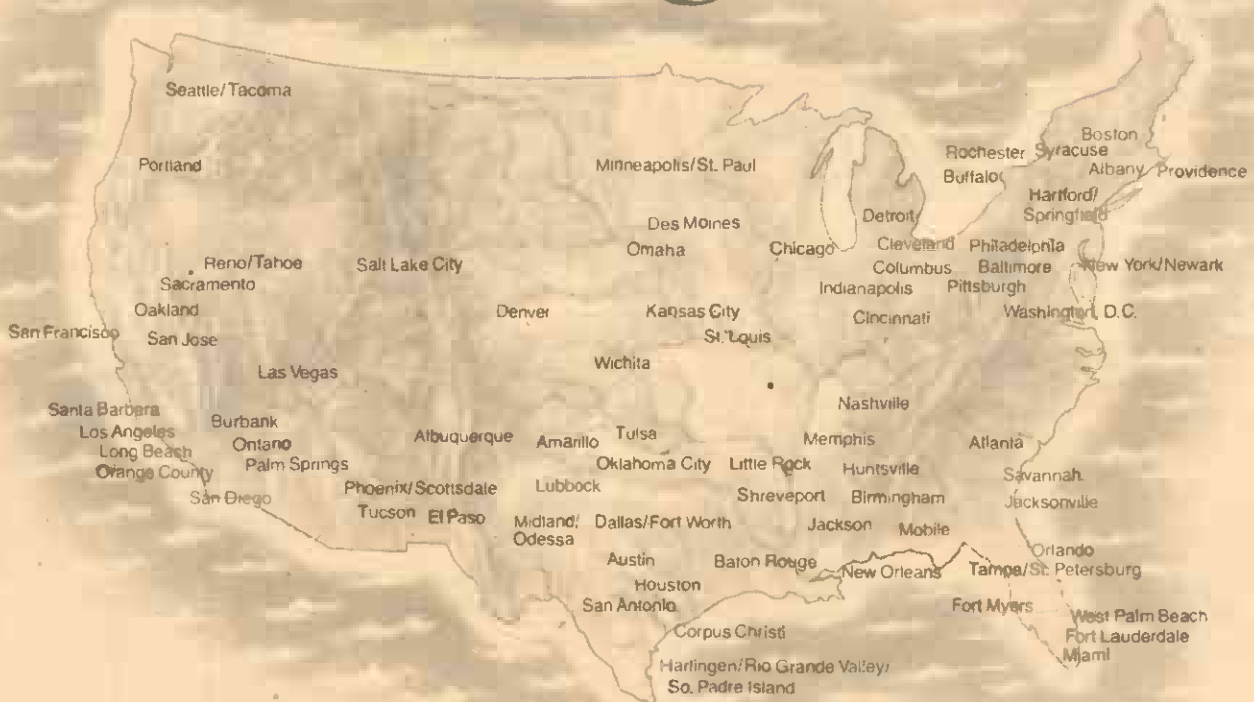 Seattle/Tacoma
Portland
Minneapolis/St. Paul
Boston
Rochester
Syracuse
Buffalo
Albany
Providence
Hartford/
Springfield
Detroit
Des Moines
Omaha
Chicago
Cleveland
Philadelphia
Reno/Tahoe
Salt Lake City
Columbus
Baltimore
New York/Newark
Sacramento
Indianapolis
Pittsburgh
Oakland
Denver
Kansas City
Cincinnati
Washington, D.C.
San Francisco
San Jose
St. Louis
Las Vegas
Wichita
Nashville
Santa Barbara
Burbank
Los Angeles
Ontario
Albuquerque
Amarillo
Tulsa
Memphis
Atlanta
Long Beach
Palm Springs
Oklahoma City
Little Rock
Huntsville
Orange County
Savannah
San Diego
Phoenix/Scottsdale
Lubbock
Shreveport
Birmingham
Jacksonville
Tucson
El Paso
Midland/
Odessa
Dallas/Fort Worth
Jackson
Mobile
Austin
Baton Rouge
New Orleans
Orlando
Tampa/St. Petersburg
Houston
San Antonio
Fort Myers
West Palm Beach
Corpus Christi
Fort Lauderdale
Miami
Harlingen/Rio Grande Valley/
So. Padre Island